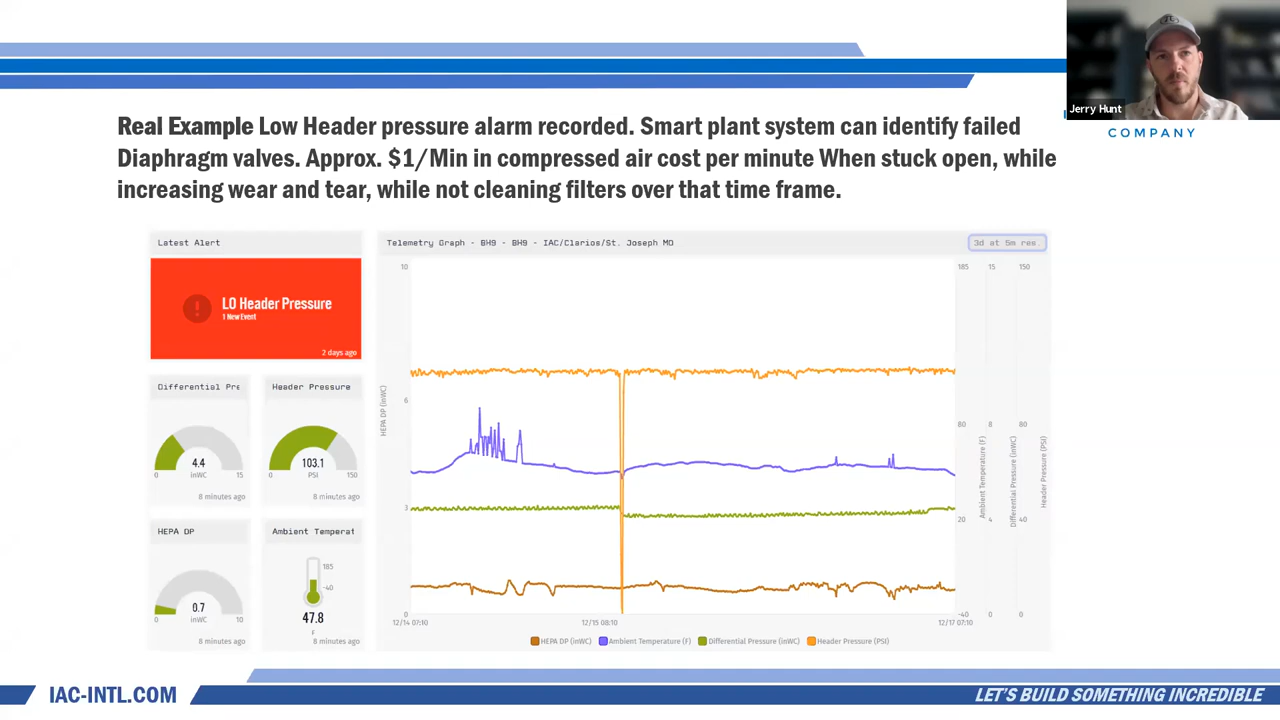 Jerry Hunt
COMPANY
Real Example Low Header pressure alarm recorded. Smart plant system can identify failed
Diaphragm valves. Approx. $1/Min in compressed air cost per minute When stuck open, while
increasing wear and tear, while not cleaning filters over that time frame.
Latest Alert
LO Header Pressure
1 New Event
2 days ago
Differential Pre
4.4
inWC
0
15
8 minutes ago
Header Pressure
103.1
PSI
0
150
8 minutes ago
HEPA DP
0.7
inWC
0
10
8 minutes ago
Ambient Temperat
185
-40
47.8
F
8 minutes ago
Telemetry Graph - BH9 - BH9 - IAC/Clarios/St. Joseph MO
3d at 5m res.
10
6
3
0
HEPA DP (inWC)
185 15 150
80 8 80
20 4 40
-40 0 0
Ambient Temperature (F)
Differential Pressure (inWC)
Header Pressure (PSI)
12/14 07:10
12/15 08:10
12/17 07:10
HEPA DP (inWC) Ambient Temperature (F) Differential Pressure (inWC) Header Pressure (PSI)
IAC-INTL.COM
LET'S BUILD SOMETHING INCREDIBLE